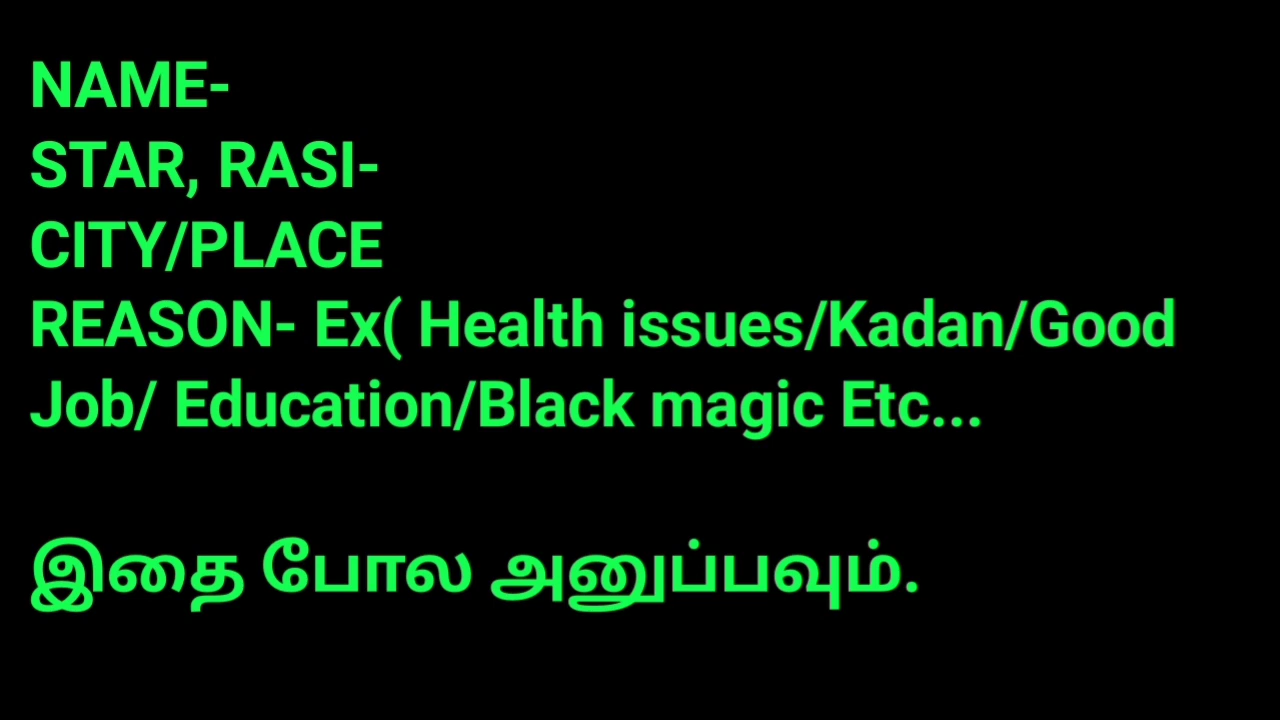 NAME-
STAR, RASI-
CITY/PLACE
REASON- Ex( Health issues/Kadan/Good
Job/ Education/Black magic Etc...
இதை போல அனுப்பவும்.